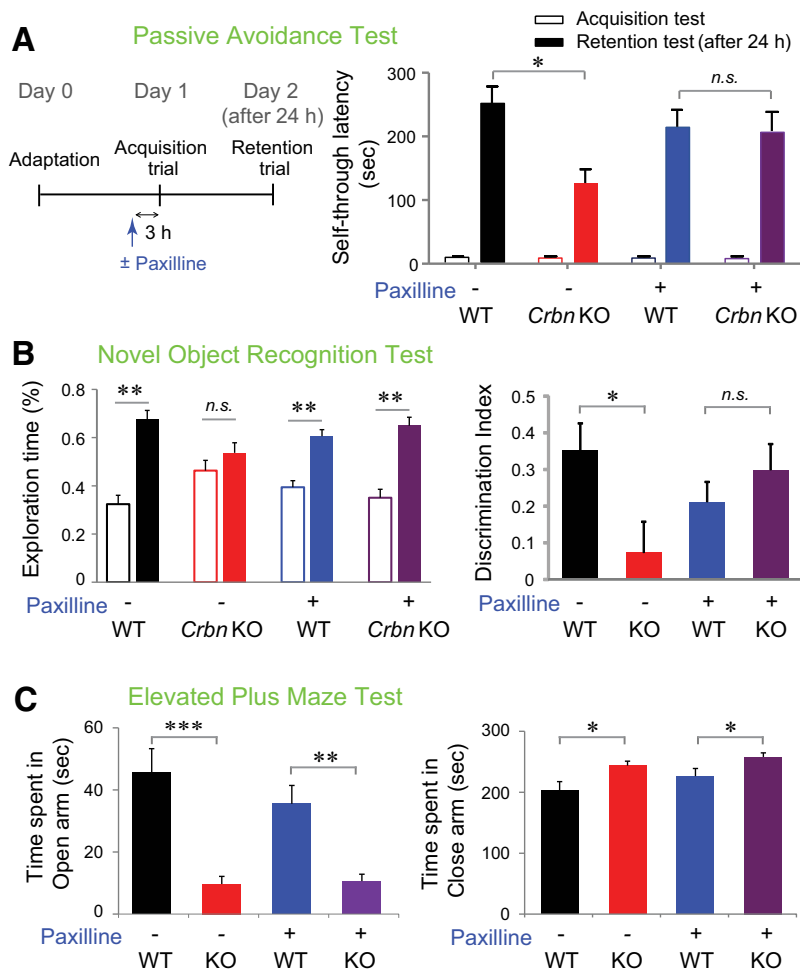 A
Passive Avoidance Test
Acquisition test
Retention test (after 24 h)
Day 0 Day 1 Day 2
(after 24 h)
Adaptation Acquisition trial Retention trial
3 h
± Paxilline
Self-through latency
(sec)
300
200
100
0
* n.s.
Paxilline - - + +
WT Crbn KO WT Crbn KO
B
Novel Object Recognition Test
Exploration time (%)
0.8
0.6
0.4
0.2
0
** n.s. ** **
Paxilline - - + +
WT Crbn KO WT Crbn KO
Discrimination Index
0.5
0.4
0.3
0.2
0.1
0
* n.s.
Paxilline - - + +
WT KO WT KO
C
Elevated Plus Maze Test
Time spent in
Open arm (sec)
60
40
20
0
*** **
Paxilline - - + +
WT KO WT KO
Time spent in
Close arm (sec)
300
200
100
0
* *
Paxilline - - + +
WT KO WT KO